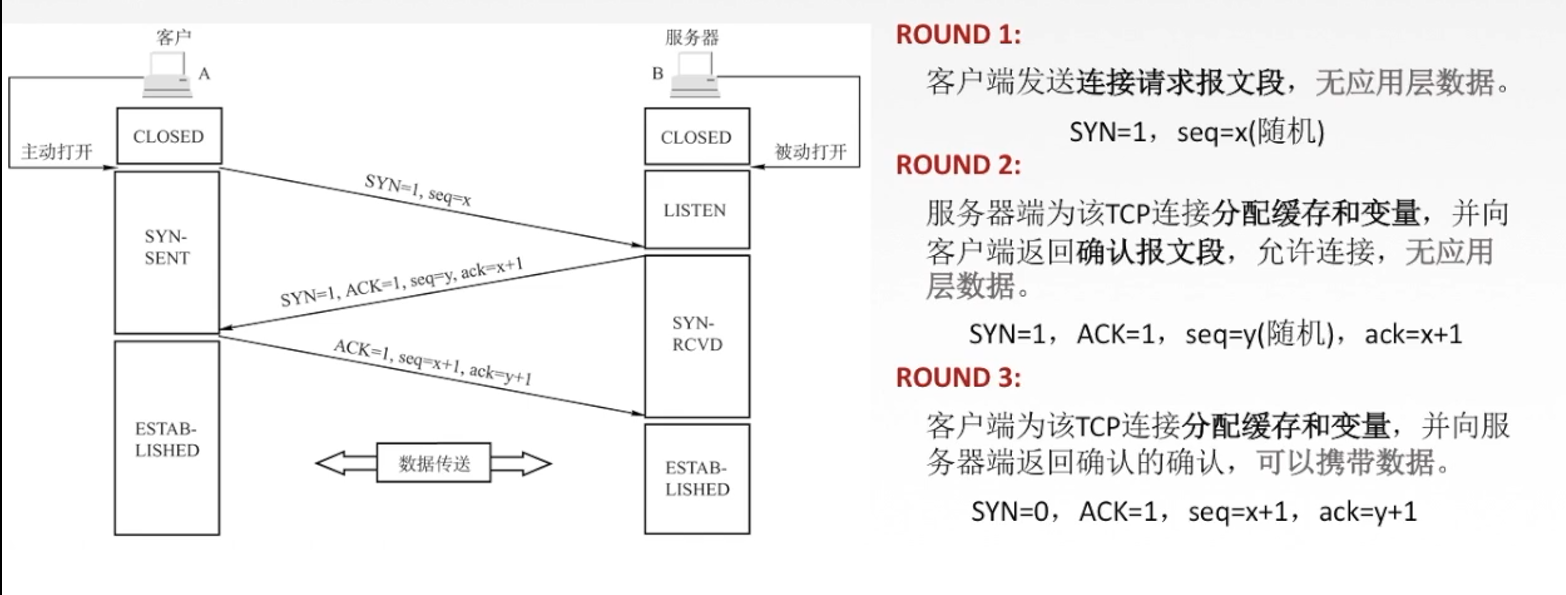 客户
A
CLOSED
主动打开
SYN-
SENT
ESTAB-
LISHED
服务器
B
CLOSED
被动打开
LISTEN
SYN-
RCVD
ESTAB-
LISHED
SYN=1, seq=x
SYN=1, ACK=1, seq=y, ack=x+1
ACK=1, seq=x+1, ack=y+1
数据传送
ROUND 1:
客户端发送连接请求报文段，无应用层数据。
SYN=1，seq=x(随机)
ROUND 2:
服务器端为该TCP连接分配缓存和变量，并向
客户端返回确认报文段，允许连接，无应用
层数据。
SYN=1，ACK=1，seq=y(随机)，ack=x+1
ROUND 3:
客户端为该TCP连接分配缓存和变量，并向服
务器端返回确认的确认，可以携带数据。
SYN=0，ACK=1，seq=x+1，ack=y+1